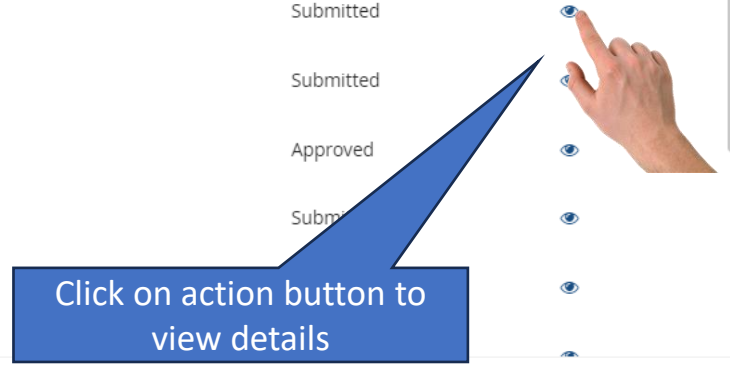 Submitted
Submitted
Approved
Click on action button to
view details